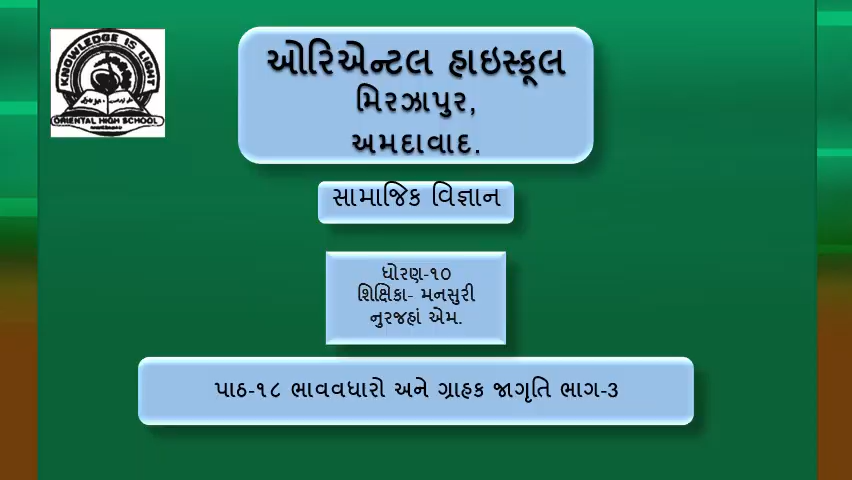 KNOWLEDGE IS LIGHT
ORIENTAL HIGH SCHOOL
ઓરિએન્ટલ હાઇસ્કૂલ
મિરઝાપુર,
અમદાવાદ.
સામાજિક વિજ્ઞાન
ધોરણ-૧૦
શિક્ષિકા- મનસુરી
નુરજહાં એમ.
પાઠ-૧૮ ભાવવધારો અને ગ્રાહક જાગૃતિ ભાગ-3